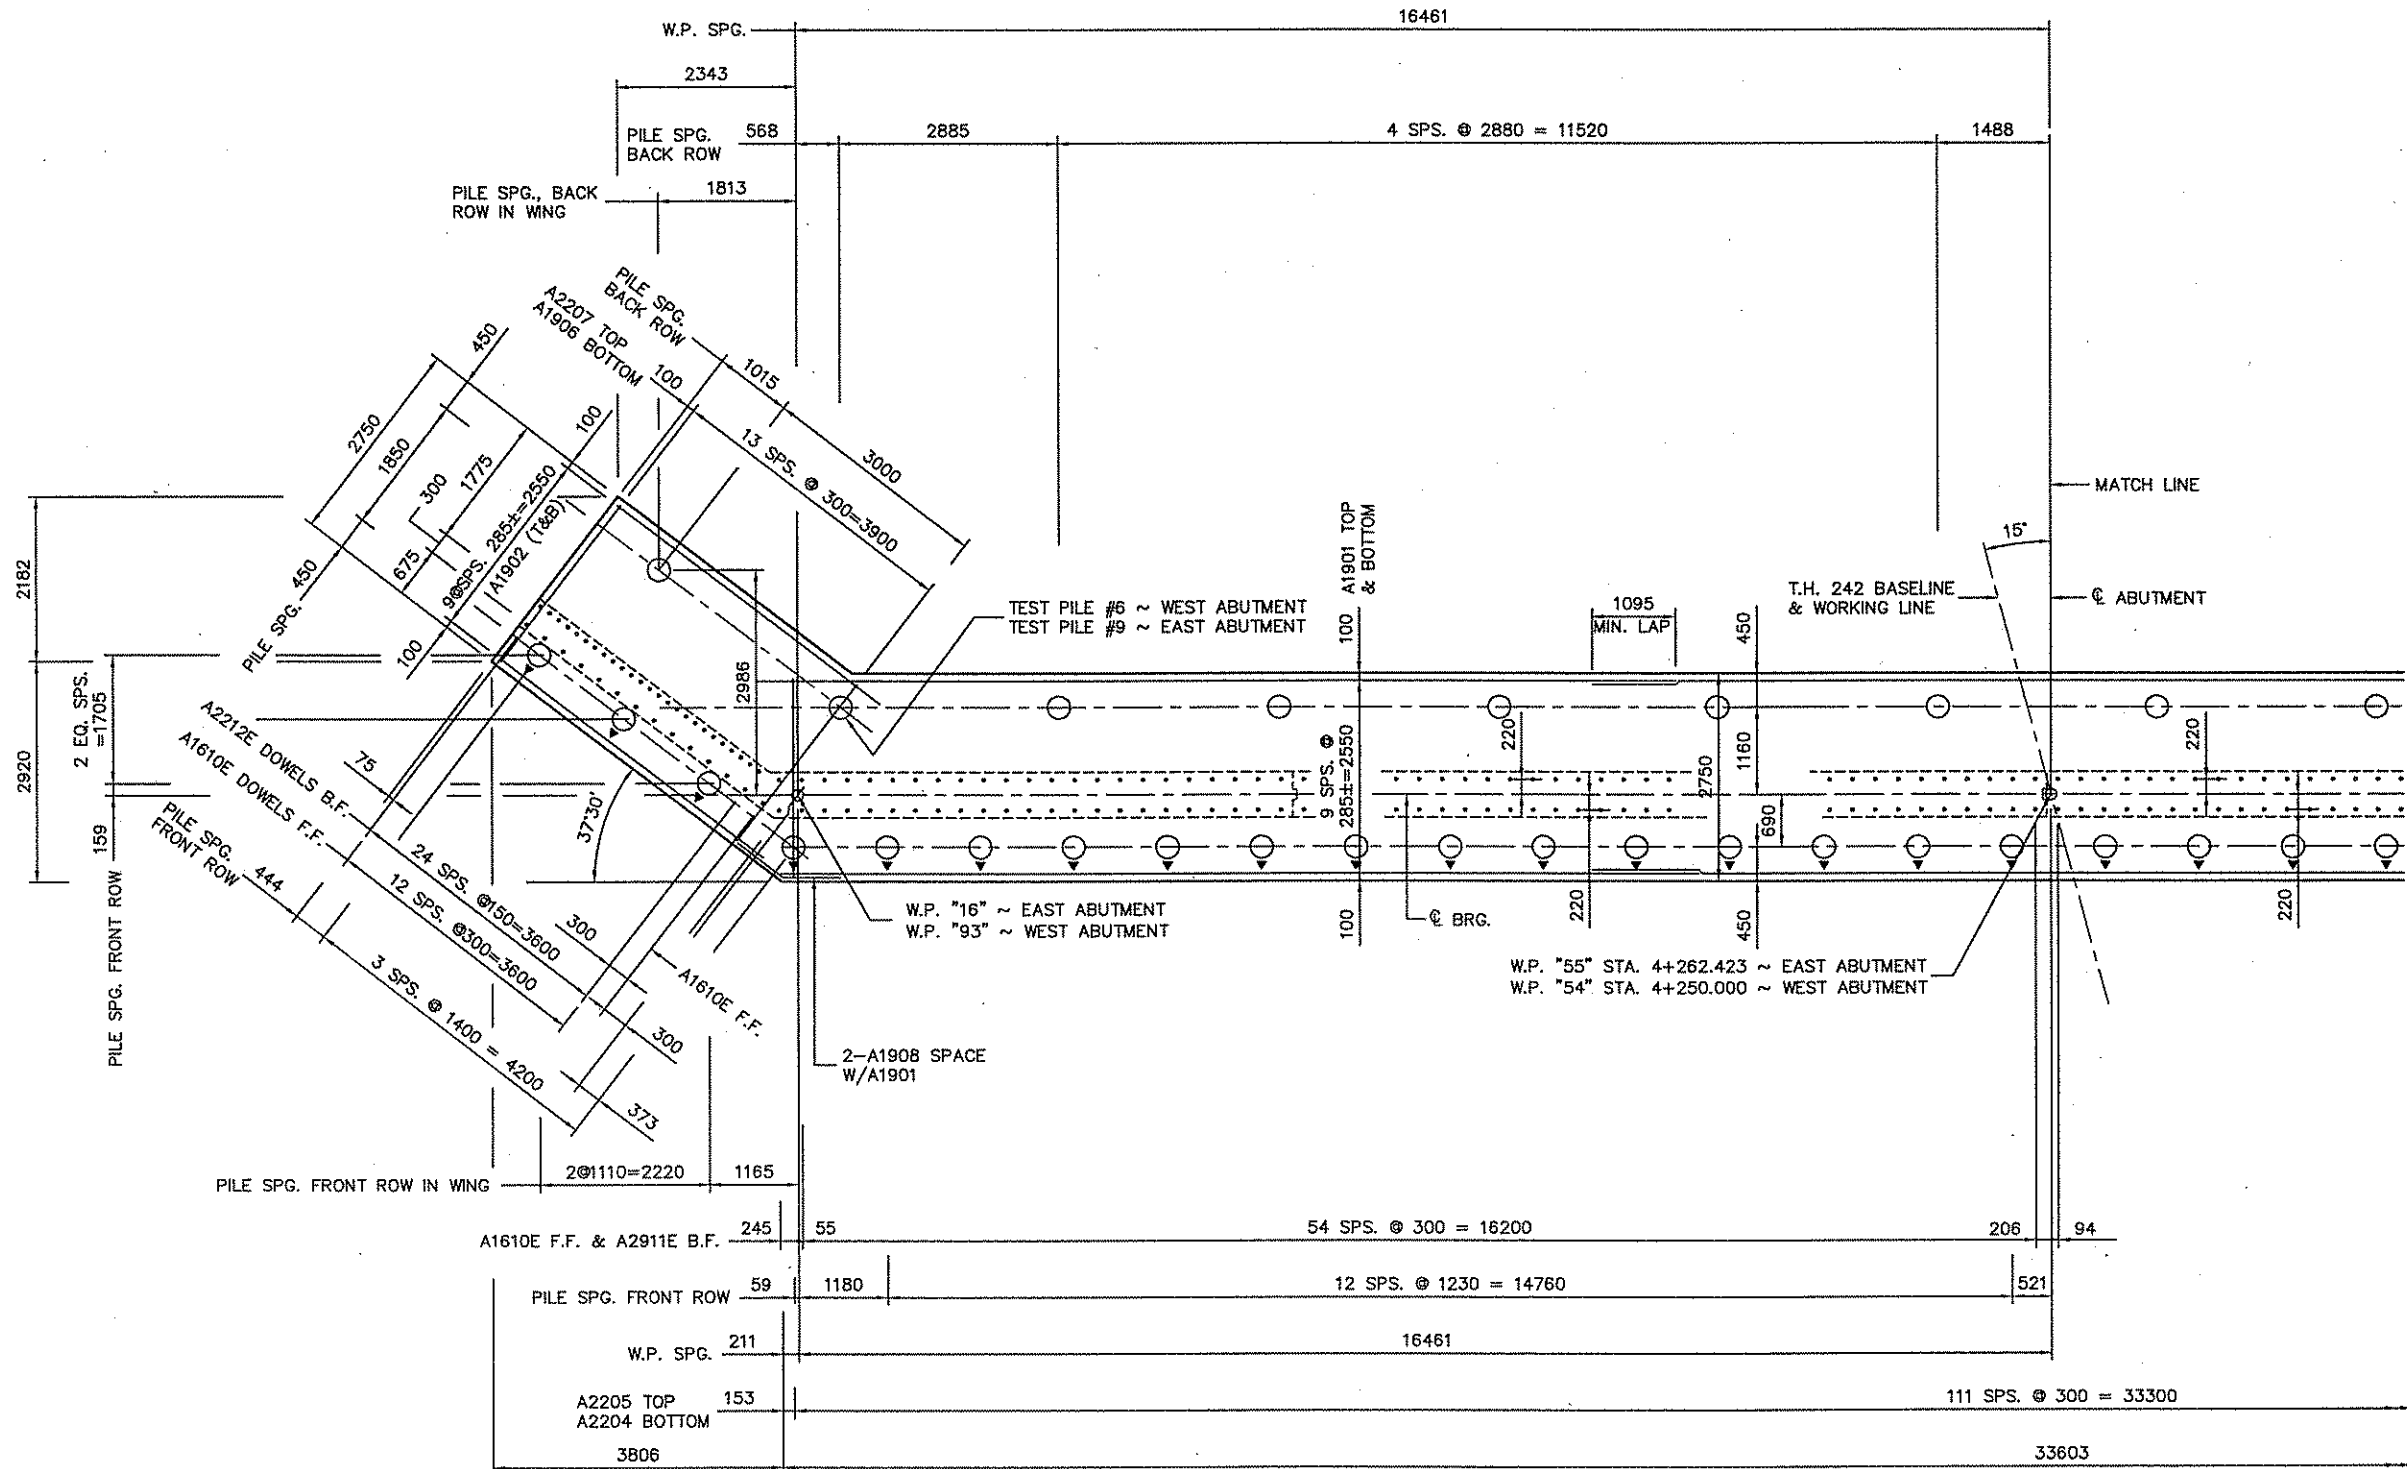 16461
W.P. SPG.
2343
PILE SPG.
BACK ROW
568
2885
4 SPS. @ 2880 = 11520
1488
PILE SPG., BACK
ROW IN WING
1813
PILE SPG.
BACK ROW
A2207 TOP
A1906 BOTTOM
100
1015
3000
13 SPS. @ 300=3900
450
2750
1850
1775
300
675
100
9@SPS. 285±=2550
A1902 (T&B)
450
PILE SPG.
100
MATCH LINE
15°
T.H. 242 BASELINE
& WORKING LINE
℄ ABUTMENT
A1901 TOP
& BOTTOM
100
1095
MIN. LAP
450
TEST PILE #6 ~ WEST ABUTMENT
TEST PILE #9 ~ EAST ABUTMENT
2182
2920
2 EQ. SPS.
=1705
159
PILE SPG. FRONT ROW
2986
220
220
9 SPS. @
285±=2550
2750
1160
690
A2212E DOWELS B.F.
A1610E DOWELS F.F.
75
PILE SPG.
FRONT ROW
444
37°30'
24 SPS. @150=3600
12 SPS. @300=3600
3 SPS. @ 1400 = 4200
300
A1610E F.F.
300
373
W.P. "16" ~ EAST ABUTMENT
W.P. "93" ~ WEST ABUTMENT
100
℄ BRG.
220
450
220
W.P. "55" STA. 4+262.423 ~ EAST ABUTMENT
W.P. "54" STA. 4+250.000 ~ WEST ABUTMENT
2-A1908 SPACE
W/A1901
PILE SPG. FRONT ROW IN WING
2@1110=2220
1165
A1610E F.F. & A2911E B.F.
245
55
54 SPS. @ 300 = 16200
206
94
PILE SPG. FRONT ROW
59
1180
12 SPS. @ 1230 = 14760
521
W.P. SPG.
211
16461
A2205 TOP
A2204 BOTTOM
153
111 SPS. @ 300 = 33300
3806
33603